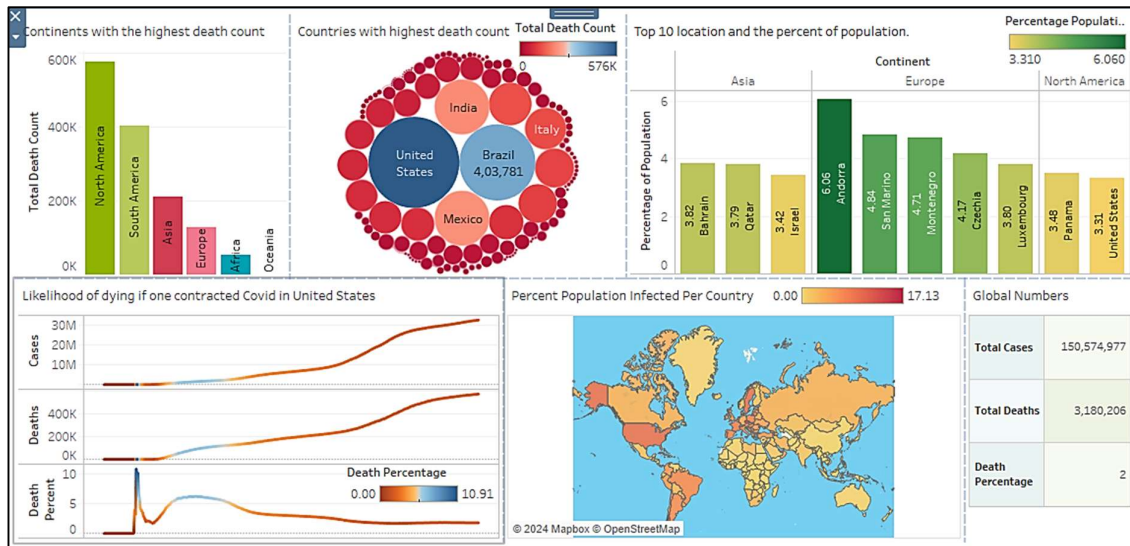 Continents with the highest death count
600K
400K
200K
0K
Total Death Count
North America
South America
Asia
Europe
Africa
Oceania
Countries with highest death count
Total Death Count
0 576K
India
Italy
United
States
Brazil
4,03,781
Mexico
Top 10 location and the percent of population.
Percentage Populati..
3.310 6.060
Continent
Asia Europe North America
6
4
2
0
Percentage of Population
3.82 Bahrain
3.79 Qatar
3.42 Israel
6.06 Andorra
4.84 San Marino
4.71 Montenegro
4.17 Czechia
3.80 Luxembourg
3.48 Panama
3.31 United States
Likelihood of dying if one contracted Covid in United States
Cases
30M
20M
10M
Deaths
400K
200K
0K
Death
Percent
10
5
0
Death Percentage
0.00 10.91
Percent Population Infected Per Country
0.00 17.13
© 2024 Mapbox © OpenStreetMap
Global Numbers
Total Cases 150,574,977
Total Deaths 3,180,206
Death
Percentage 2